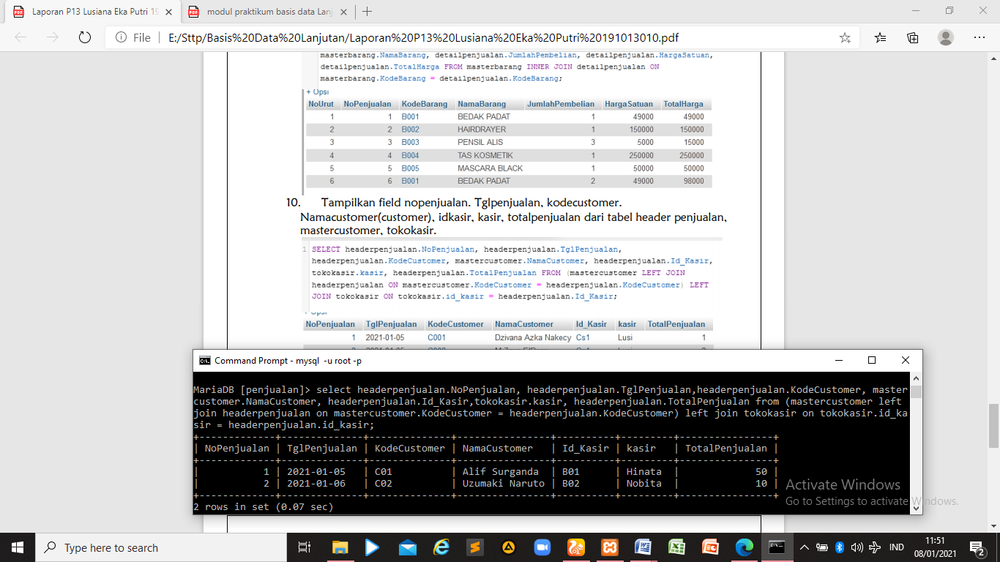 Laporan P13 Lusiana Eka Putri 19
modul praktikum basis data Lanj
File
E:/Sttp/Basis%20Data%20Lanjutan/Laporan%20P13%20Lusiana%20Eka%20Putri%20191013010.pdf
masterbarang.NamaBarang, detailpenjualan.JumlahPembelian, detailpenjualan.HargaSatuan,
detailpenjualan.TotalHarga FROM masterbarang INNER JOIN detailpenjualan ON
masterbarang.KodeBarang = detailpenjualan.KodeBarang;
+ Opsi
NoUrut NoPenjualan KodeBarang NamaBarang JumlahPembelian HargaSatuan TotalHarga
1 1 B001 BEDAK PADAT 1 49000 49000
2 2 B002 HAIRDRAYER 1 150000 150000
3 3 B003 PENSIL ALIS 3 5000 15000
4 4 B004 TAS KOSMETIK 1 250000 250000
5 5 B005 MASCARA BLACK 1 50000 50000
6 6 B001 BEDAK PADAT 2 49000 98000
10. Tampilkan field nopenjualan. Tglpenjualan, kodecustomer.
Namacustomer(customer), idkasir, kasir, totalpenjualan dari tabel header penjualan,
mastercustomer, tokokasir.
1 SELECT headerpenjualan.NoPenjualan, headerpenjualan.TglPenjualan,
headerpenjualan.KodeCustomer, mastercustomer.NamaCustomer, headerpenjualan.Id_Kasir,
tokokasir.kasir, headerpenjualan.TotalPenjualan FROM (mastercustomer LEFT JOIN
headerpenjualan ON mastercustomer.KodeCustomer = headerpenjualan.KodeCustomer) LEFT
JOIN tokokasir ON tokokasir.id_kasir = headerpenjualan.Id_Kasir;
NoPenjualan TglPenjualan KodeCustomer NamaCustomer Id_Kasir kasir TotalPenjualan
1 2021-01-05 C001 Dzivana Azka Nakecy Cs1 Lusi 1
Command Prompt - mysql -u root -p
MariaDB [penjualan]> select headerpenjualan.NoPenjualan, headerpenjualan.TglPenjualan,headerpenjualan.KodeCustomer, master
customer.NamaCustomer, headerpenjualan.Id_Kasir,tokokasir.kasir, headerpenjualan.TotalPenjualan from (mastercustomer left
join headerpenjualan on mastercustomer.KodeCustomer = headerpenjualan.KodeCustomer) left join tokokasir on tokokasir.id_ka
sir = headerpenjualan.id_kasir;
| NoPenjualan | TglPenjualan | KodeCustomer | NamaCustomer | Id_Kasir | kasir | TotalPenjualan |
| 1 | 2021-01-05 | C01 | Alif Surganda | B01 | Hinata | 50 |
| 2 | 2021-01-06 | C02 | Uzumaki Naruto | B02 | Nobita | 10 |
2 rows in set (0.07 sec)
Activate Windows
Go to Settings to activate Windows.
Type here to search
IND
11:51
08/01/2021
2